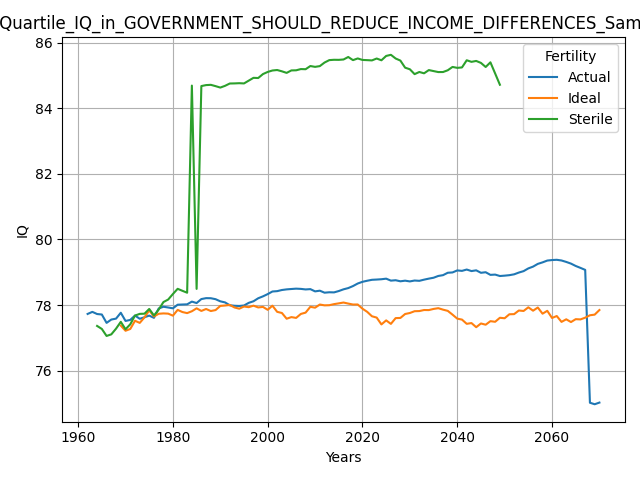 Quartile_IQ_in_GOVERNMENT_SHOULD_REDUCE_INCOME_DIFFERENCES_Sam
86
84
82
80
78
76
IQ
Fertility
Actual
Ideal
Sterile
1960 1980 2000 2020 2040 2060
Years